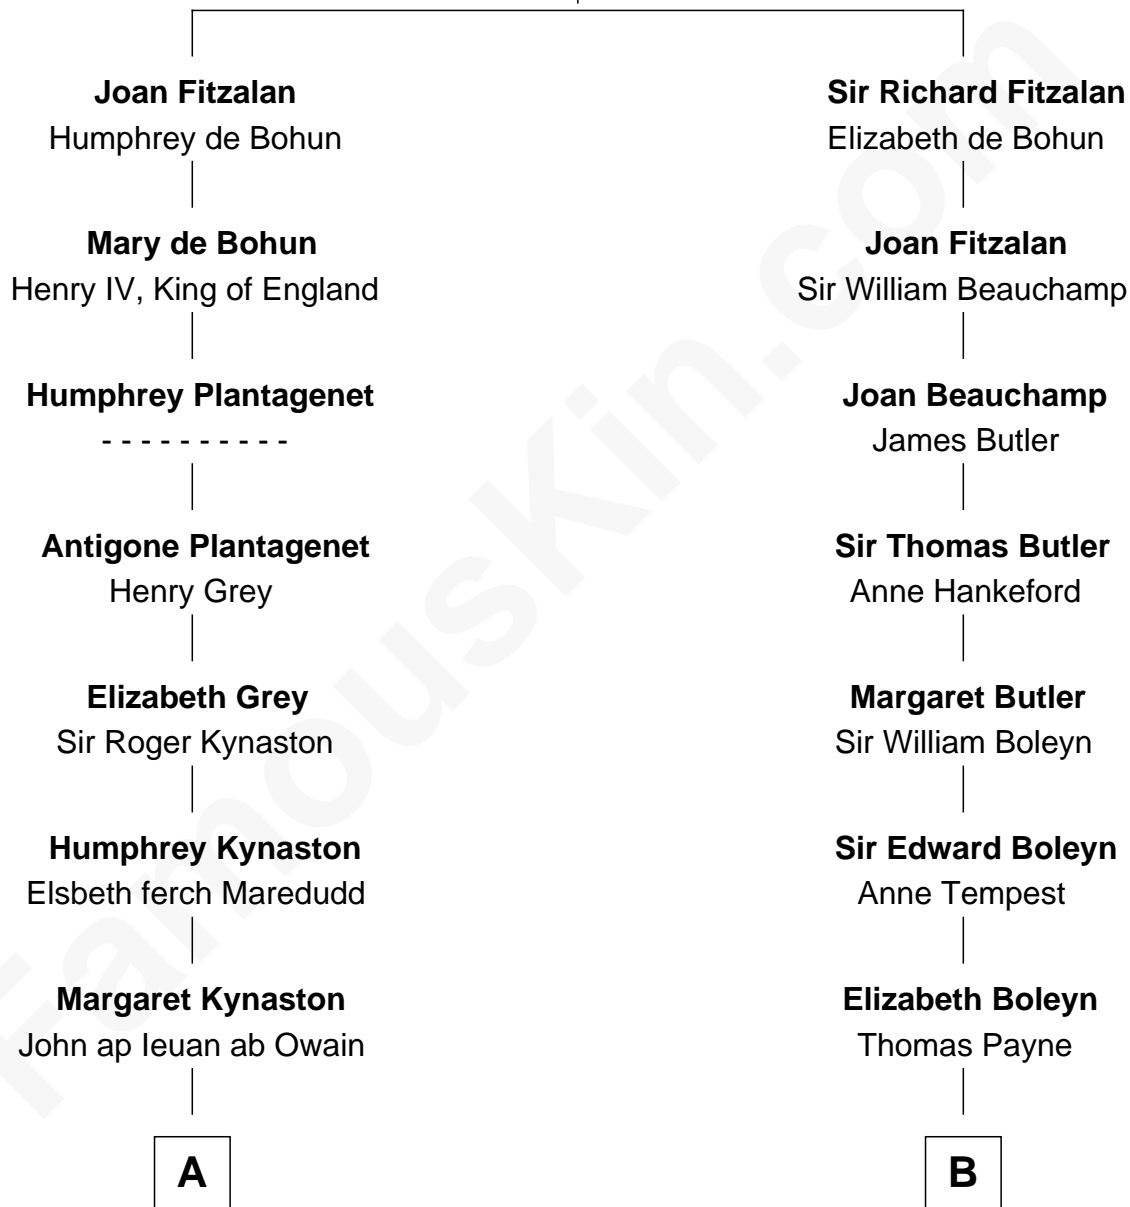 Joan Fitzalan
Humphrey de Bohun
Mary de Bohun
Henry IV, King of England
Humphrey Plantagenet
- - - - - - - - - -
Antigone Plantagenet
Henry Grey
Elizabeth Grey
Sir Roger Kynaston
Humphrey Kynaston
Elsbeth ferch Maredudd
Margaret Kynaston
John ap Ieuan ab Owain
A
Sir Richard Fitzalan
Elizabeth de Bohun
Joan Fitzalan
Sir William Beauchamp
Joan Beauchamp
James Butler
Sir Thomas Butler
Anne Hankeford
Margaret Butler
Sir William Boleyn
Sir Edward Boleyn
Anne Tempest
Elizabeth Boleyn
Thomas Payne
B
FamousKin.com